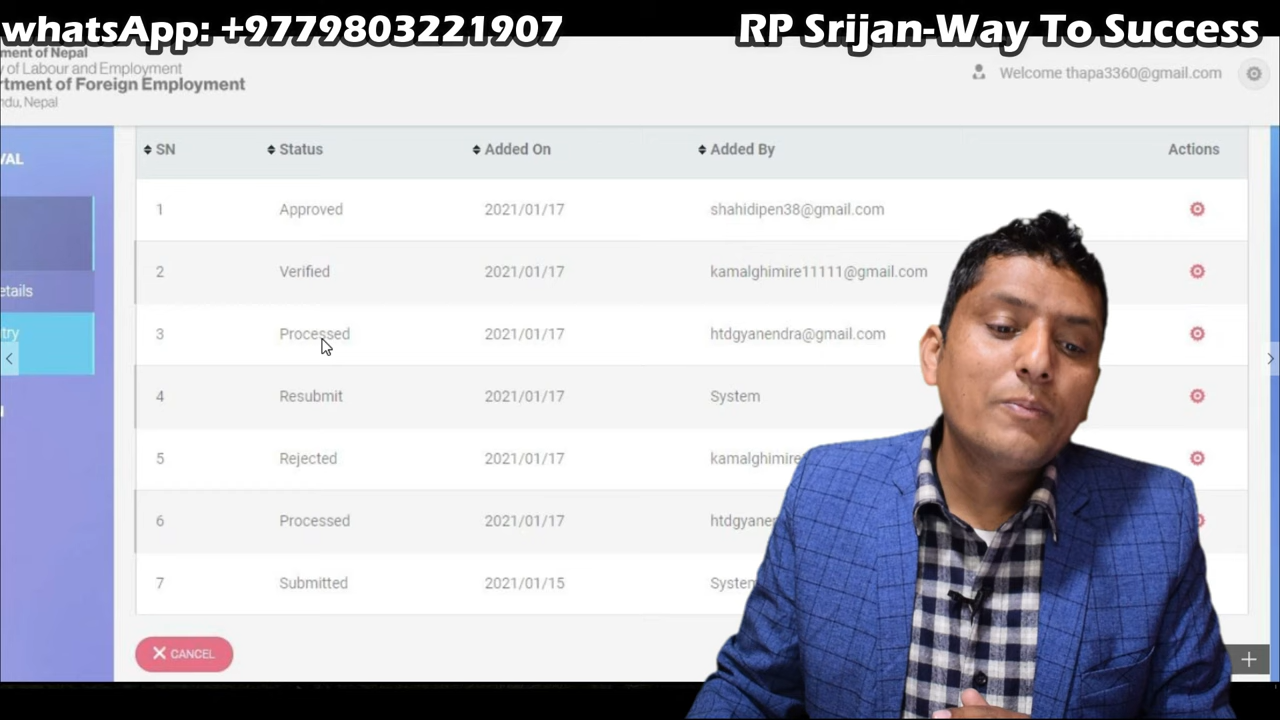 whatsApp: +9779803221907
RP Srijan-Way To Success
ment of Nepal
y of Labour and Employment
rtment of Foreign Employment
ndu, Nepal
Welcome thapa3360@gmail.com
VAL
etails
try
SN Status Added On Added By Actions
1 Approved 2021/01/17 shahidipen38@gmail.com
2 Verified 2021/01/17 kamalghimire11111@gmail.com
3 Processed 2021/01/17 htdgyanendra@gmail.com
4 Resubmit 2021/01/17 System
5 Rejected 2021/01/17 kamalghimire
6 Processed 2021/01/17 htdgyane
7 Submitted 2021/01/15 System
CANCEL